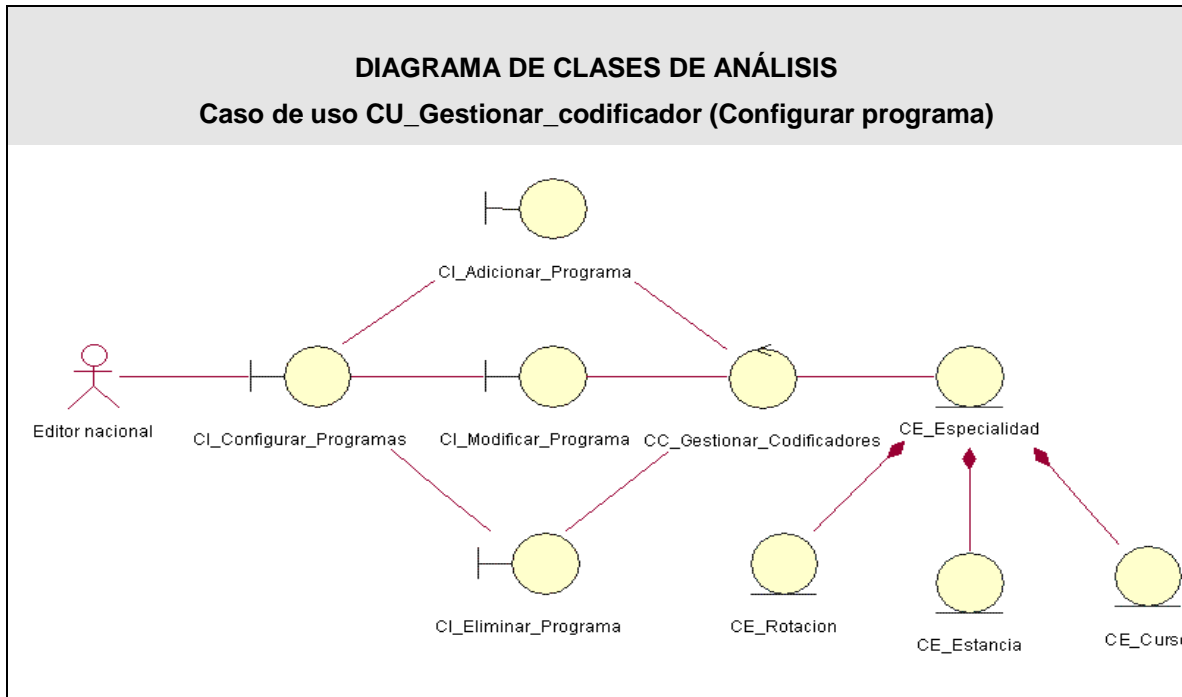 DIAGRAMA DE CLASES DE ANÁLISIS
Caso de uso CU_Gestionar_codificador (Configurar programa)
CI_Adicionar_Programa
Editor nacional
CI_Configurar_Programas
CI_Modificar_Programa
CC_Gestionar_Codificadores
CE_Especialidad
CI_Eliminar_Programa
CE_Rotacion
CE_Estancia
CE_Curs